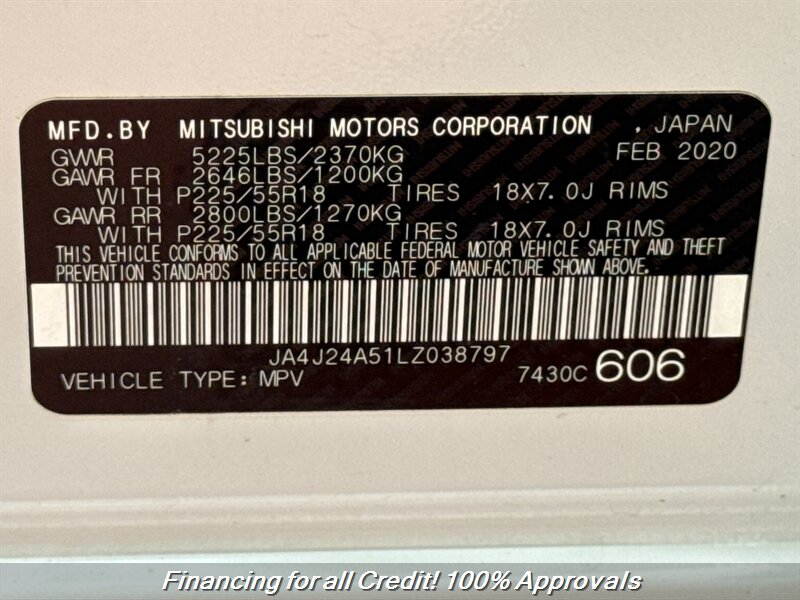 MFD.BY MITSUBISHI MOTORS CORPORATION , JAPAN
GVWR 5225LBS/2370KG FEB 2020
GAWR FR 2646LBS/1200KG
WITH P225/55R18 TIRES 18X7.0J RIMS
GAWR RR 2800LBS/1270KG
WITH P225/55R18 TIRES 18X7.0J RIMS
THIS VEHICLE CONFORMS TO ALL APPLICABLE FEDERAL MOTOR VEHICLE SAFETY AND THEFT
PREVENTION STANDARDS IN EFFECT ON THE DATE OF MANUFACTURE SHOWN ABOVE.
JA4J24A51LZ038797
VEHICLE TYPE: MPV 7430C 606
Financing for all Credit! 100% Approvals